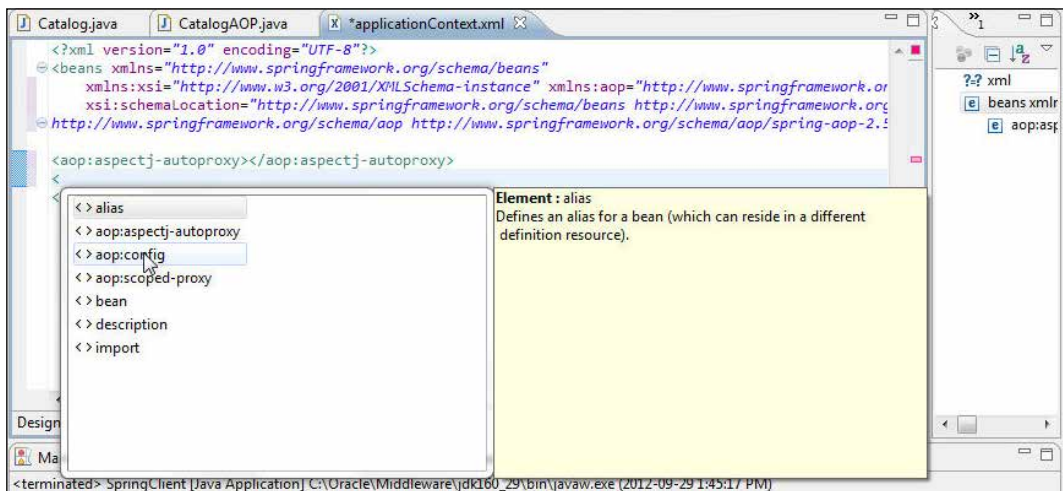 Catalog.java
CatalogAOP.java
*applicationContext.xml
<?xml version="1.0" encoding="UTF-8"?>
<beans xmlns="http://www.springframework.org/schema/beans"
xmlns:xsi="http://www.w3.org/2001/XMLSchema-instance" xmlns:aop="http://www.springframework.or
xsi:schemaLocation="http://www.springframework.org/schema/beans http://www.springframework.org
http://www.springframework.org/schema/aop http://www.springframework.org/schema/aop/spring-aop-2.5
<aop:aspectj-autoproxy></aop:aspectj-autoproxy>
<
<
<> alias
<> aop:aspectj-autoproxy
<> aop:config
<> aop:scoped-proxy
<> bean
<> description
<> import
Element : alias
Defines an alias for a bean (which can reside in a different
definition resource).
Design
Ma
<terminated> SpringClient [Java Application] C:\Oracle\Middleware\jdk160_29\bin\javaw.exe (2012-09-29 1:45:17 PM)
»1
?=? xml
e beans xmlr
e aop:asp